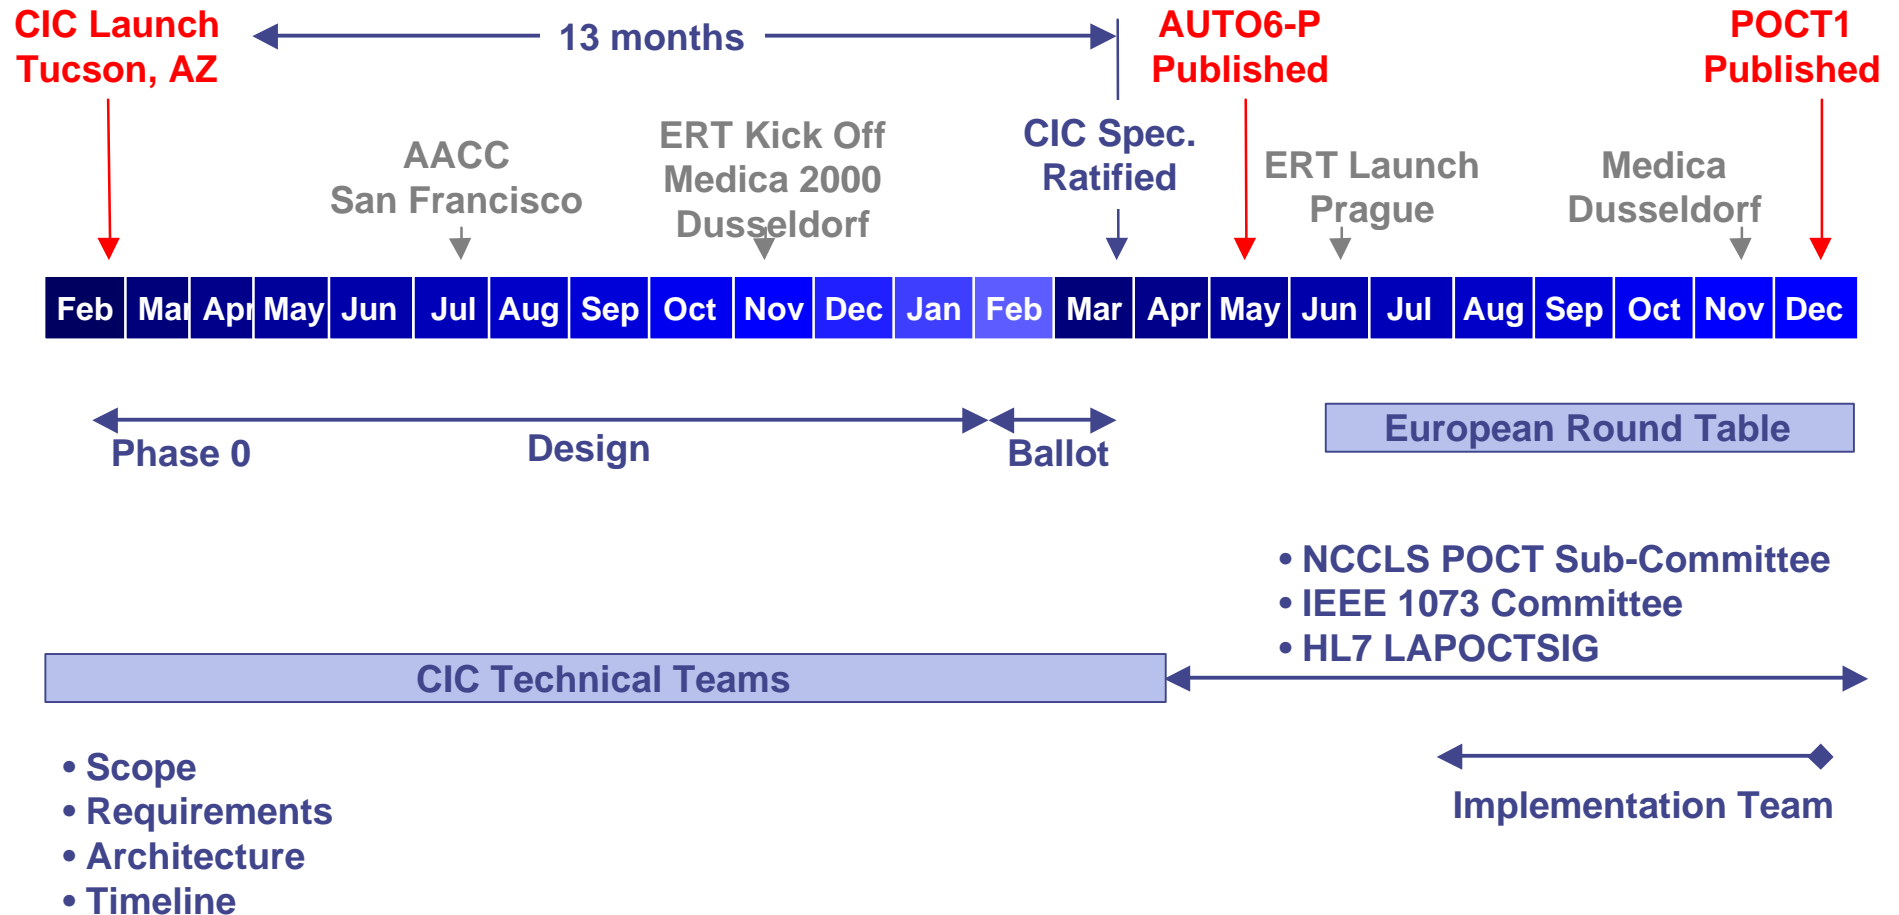 CIC Launch
Tucson, AZ
13 months
AUTO6-P
Published
POCT1
Published
AACC
San Francisco
ERT Kick Off
Medica 2000
Dusseldorf
CIC Spec.
Ratified
ERT Launch
Prague
Medica
Dusseldorf
Feb Mar Apr May Jun Jul Aug Sep Oct Nov Dec Jan Feb Mar Apr May Jun Jul Aug Sep Oct Nov Dec
Phase 0 Design Ballot
European Round Table
• NCCLS POCT Sub-Committee
• IEEE 1073 Committee
• HL7 LAPOCTSIG
CIC Technical Teams
• Scope
• Requirements
• Architecture
• Timeline
Implementation Team